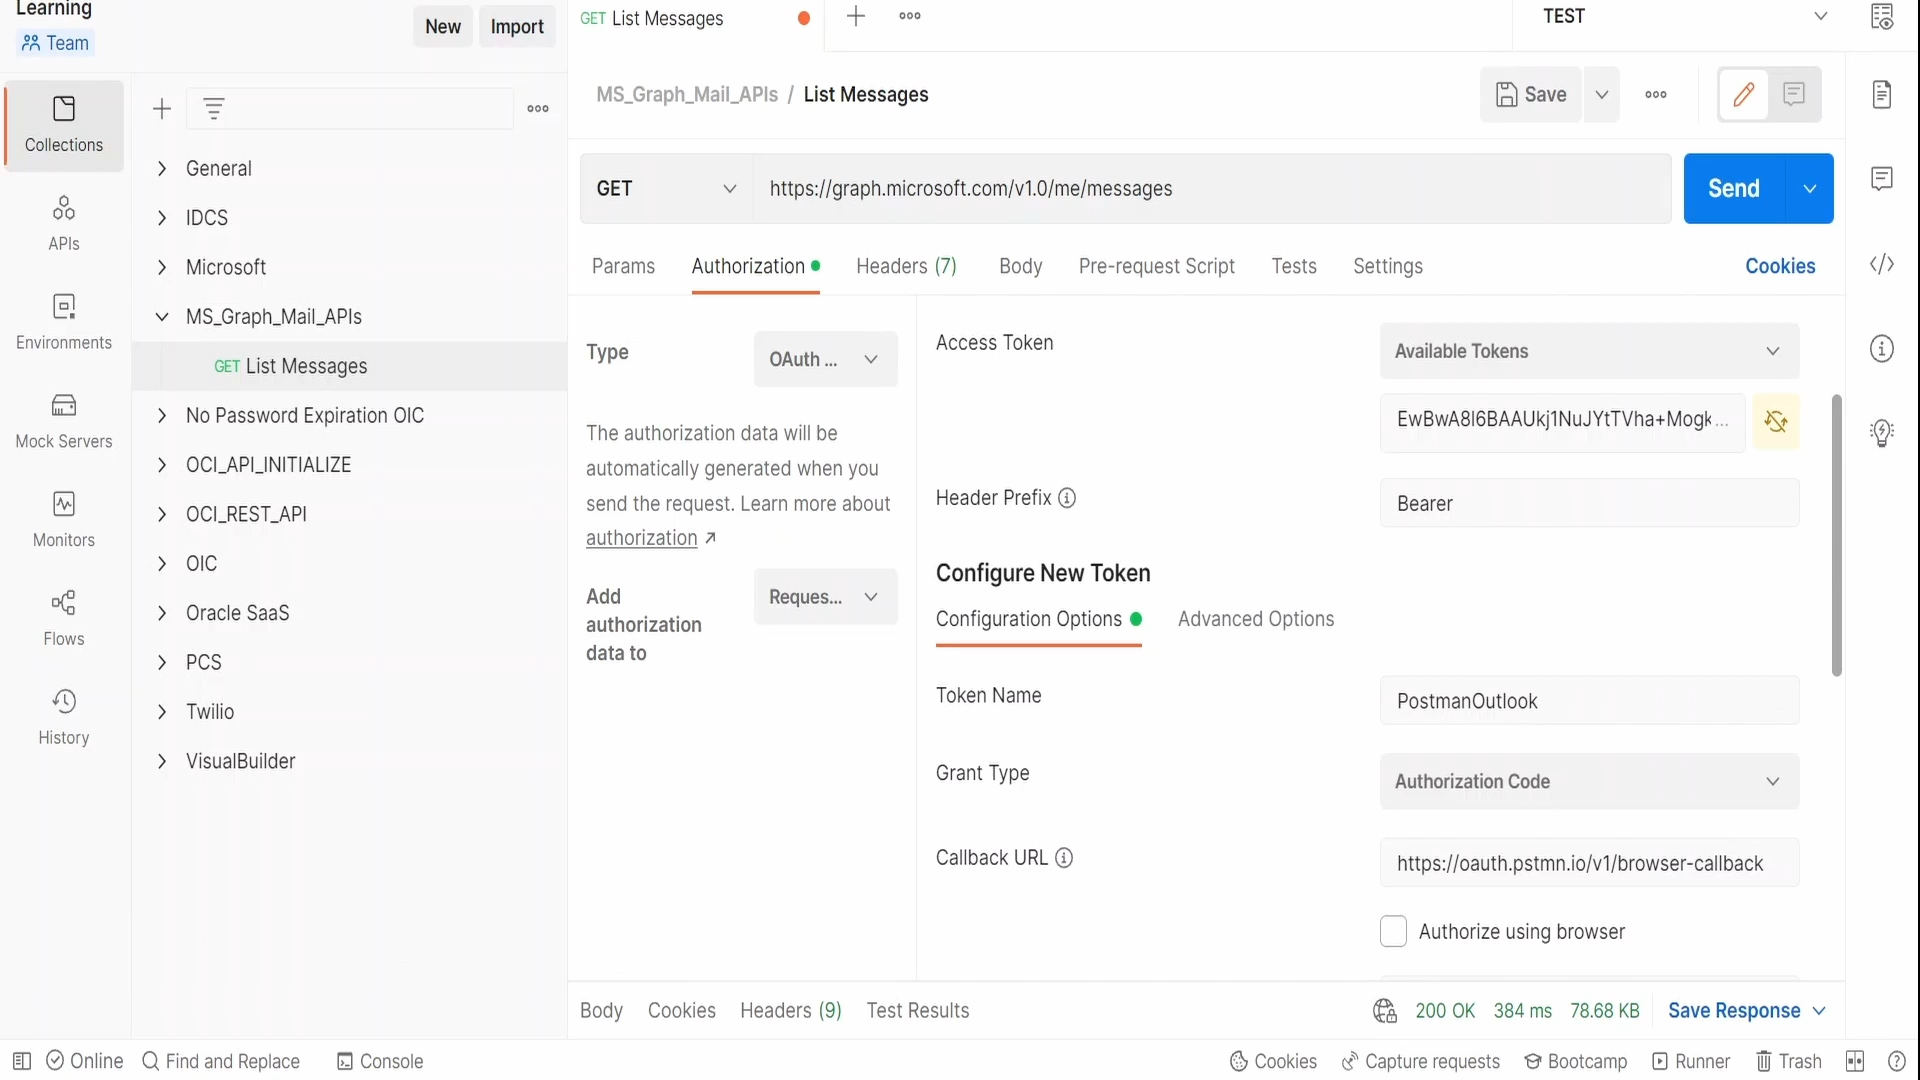 Learning
Team
New
Import
GET List Messages
TEST
Collections
APIs
Environments
Mock Servers
Monitors
Flows
History
General
IDCS
Microsoft
MS_Graph_Mail_APIs
GET List Messages
No Password Expiration OIC
OCI_API_INITIALIZE
OCI_REST_API
OIC
Oracle SaaS
PCS
Twilio
VisualBuilder
MS_Graph_Mail_APIs / List Messages
Save
GET
https://graph.microsoft.com/v1.0/me/messages
Send
Params
Authorization
Headers (7)
Body
Pre-request Script
Tests
Settings
Cookies
Type
OAuth ...
The authorization data will be
automatically generated when you
send the request. Learn more about
authorization ↗
Add
authorization
data to
Reques...
Access Token
Available Tokens
EwBwA8l6BAAUkj1NuJYtTVha+Mogk...
Header Prefix
Bearer
Configure New Token
Configuration Options
Advanced Options
Token Name
PostmanOutlook
Grant Type
Authorization Code
Callback URL
https://oauth.pstmn.io/v1/browser-callback
Authorize using browser
Body
Cookies
Headers (9)
Test Results
200 OK
384 ms
78.68 KB
Save Response
Online
Find and Replace
Console
Cookies
Capture requests
Bootcamp
Runner
Trash